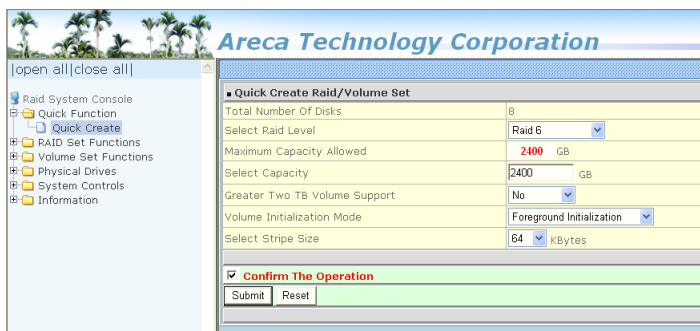 Areca Technology Corporation
|open all|close all|
Raid System Console
Quick Function
Quick Create
RAID Set Functions
Volume Set Functions
Physical Drives
System Controls
Information
Quick Create Raid/Volume Set
Total Number Of Disks 8
Select Raid Level Raid 6
Maximum Capacity Allowed 2400 GB
Select Capacity 2400 GB
Greater Two TB Volume Support No
Volume Initialization Mode Foreground Initialization
Select Stripe Size 64 KBytes
Confirm The Operation
Submit Reset